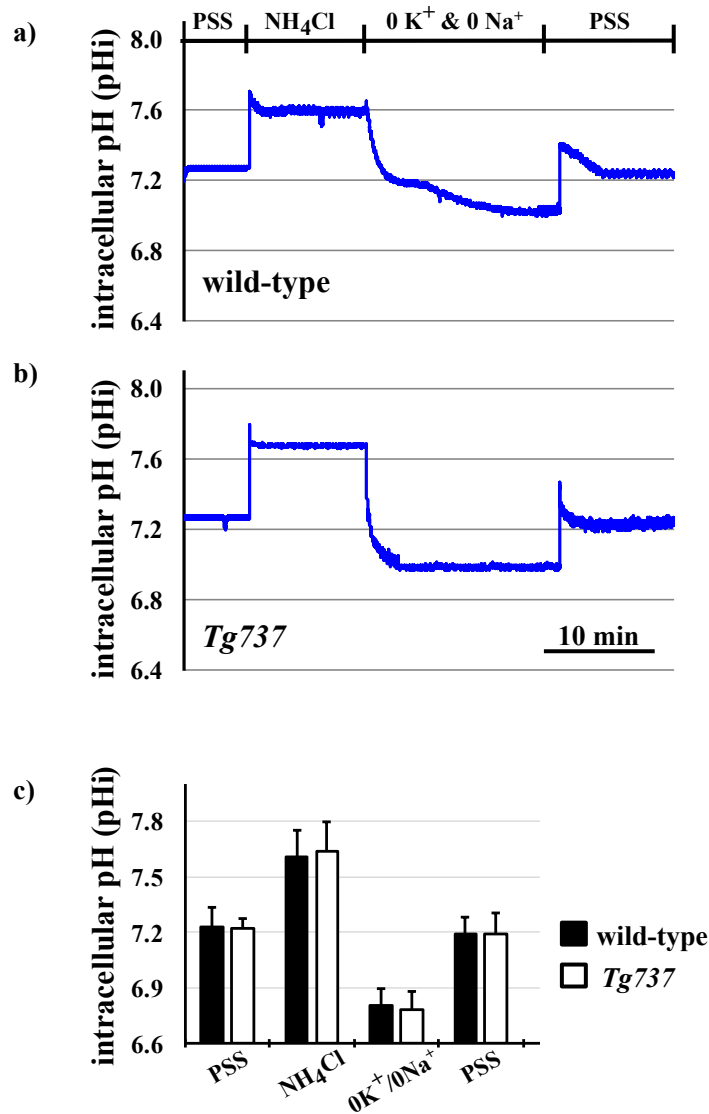 a)
PSS NH₄Cl 0 K⁺ & 0 Na⁺ PSS
intracellular pH (pHi)
8.0
7.6
7.2
6.8
6.4
wild-type
b)
intracellular pH (pHi)
8.0
7.6
7.2
6.8
6.4
Tg737
10 min
c)
intracellular pH (pHi)
7.8
7.5
7.2
6.9
6.6
PSS NH₄Cl 0K⁺/0Na⁺ PSS
wild-type
Tg737